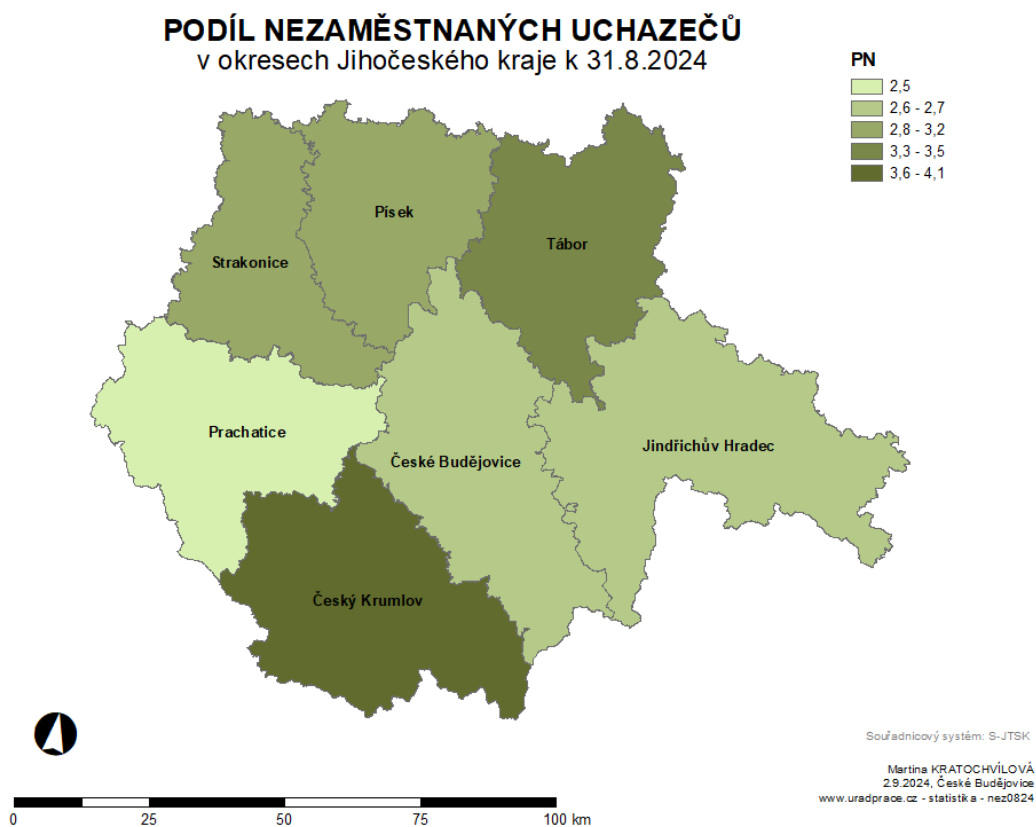 PODÍL NEZAMĚSTNANÝCH UCHAZEČŮ
v okresech Jihočeského kraje k 31.8.2024
PN
2,5
2,6 - 2,7
2,8 - 3,2
3,3 - 3,5
3,6 - 4,1
Písek
Tábor
Strakonice
Prachatice
Jindřichův Hradec
České Budějovice
Český Krumlov
Souřadnicový systém: S-JTSK
Martina KRATOCHVÍLOVÁ
2.9.2024, České Budějovice
www.uradprace.cz - statistika - nez0824
0 25 50 75 100 km